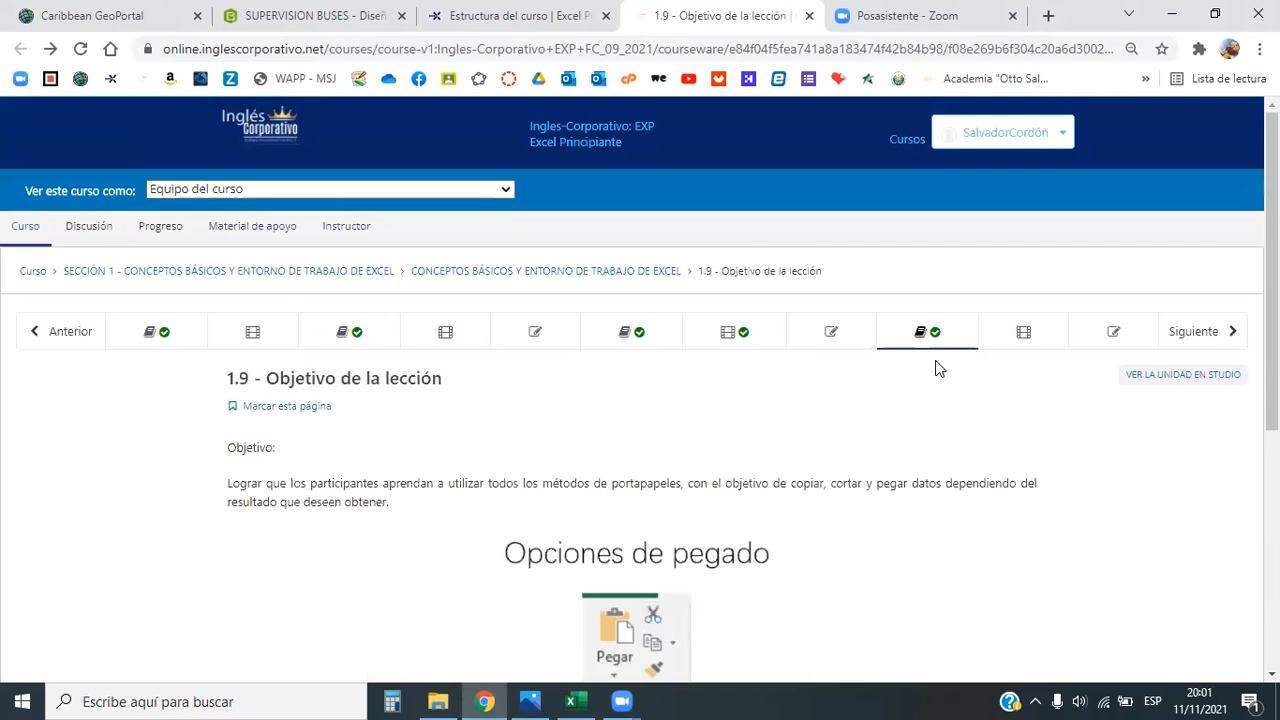 Caribbean GeoPortal
SUPERVISION BUSES - Diseñ
Estructura del curso | Excel P
1.9 - Objetivo de la lección |
Posasistente - Zoom
online.inglescorporativo.net/courses/course-v1:Ingles-Corporativo+EXP+FC_09_2021/courseware/e84f04f5fea741a8a183474f42b84b98/f08e269b6f304c20a6d3002...
WAPP - MSJ
Academia "Otto Sal...
Lista de lectura
Inglés
Corporativo
Ingles-Corporativo: EXP
Excel Principiante
Cursos
SalvadorCordón
Ver este curso como:
Equipo del curso
Curso
Discusión
Progreso
Material de apoyo
Instructor
Curso > SECCIÓN 1 - CONCEPTOS BÁSICOS Y ENTORNO DE TRABAJO DE EXCEL > CONCEPTOS BÁSICOS Y ENTORNO DE TRABAJO DE EXCEL > 1.9 - Objetivo de la lección
Anterior
Siguiente
1.9 - Objetivo de la lección
VER LA UNIDAD EN STUDIO
Marcar esta página
Objetivo:
Lograr que los participantes aprendan a utilizar todos los métodos de portapapeles, con el objetivo de copiar, cortar y pegar datos dependiendo del
resultado que deseen obtener.
Opciones de pegado
Pegar
Escribe aquí para buscar
ESP
20:01
11/11/2021